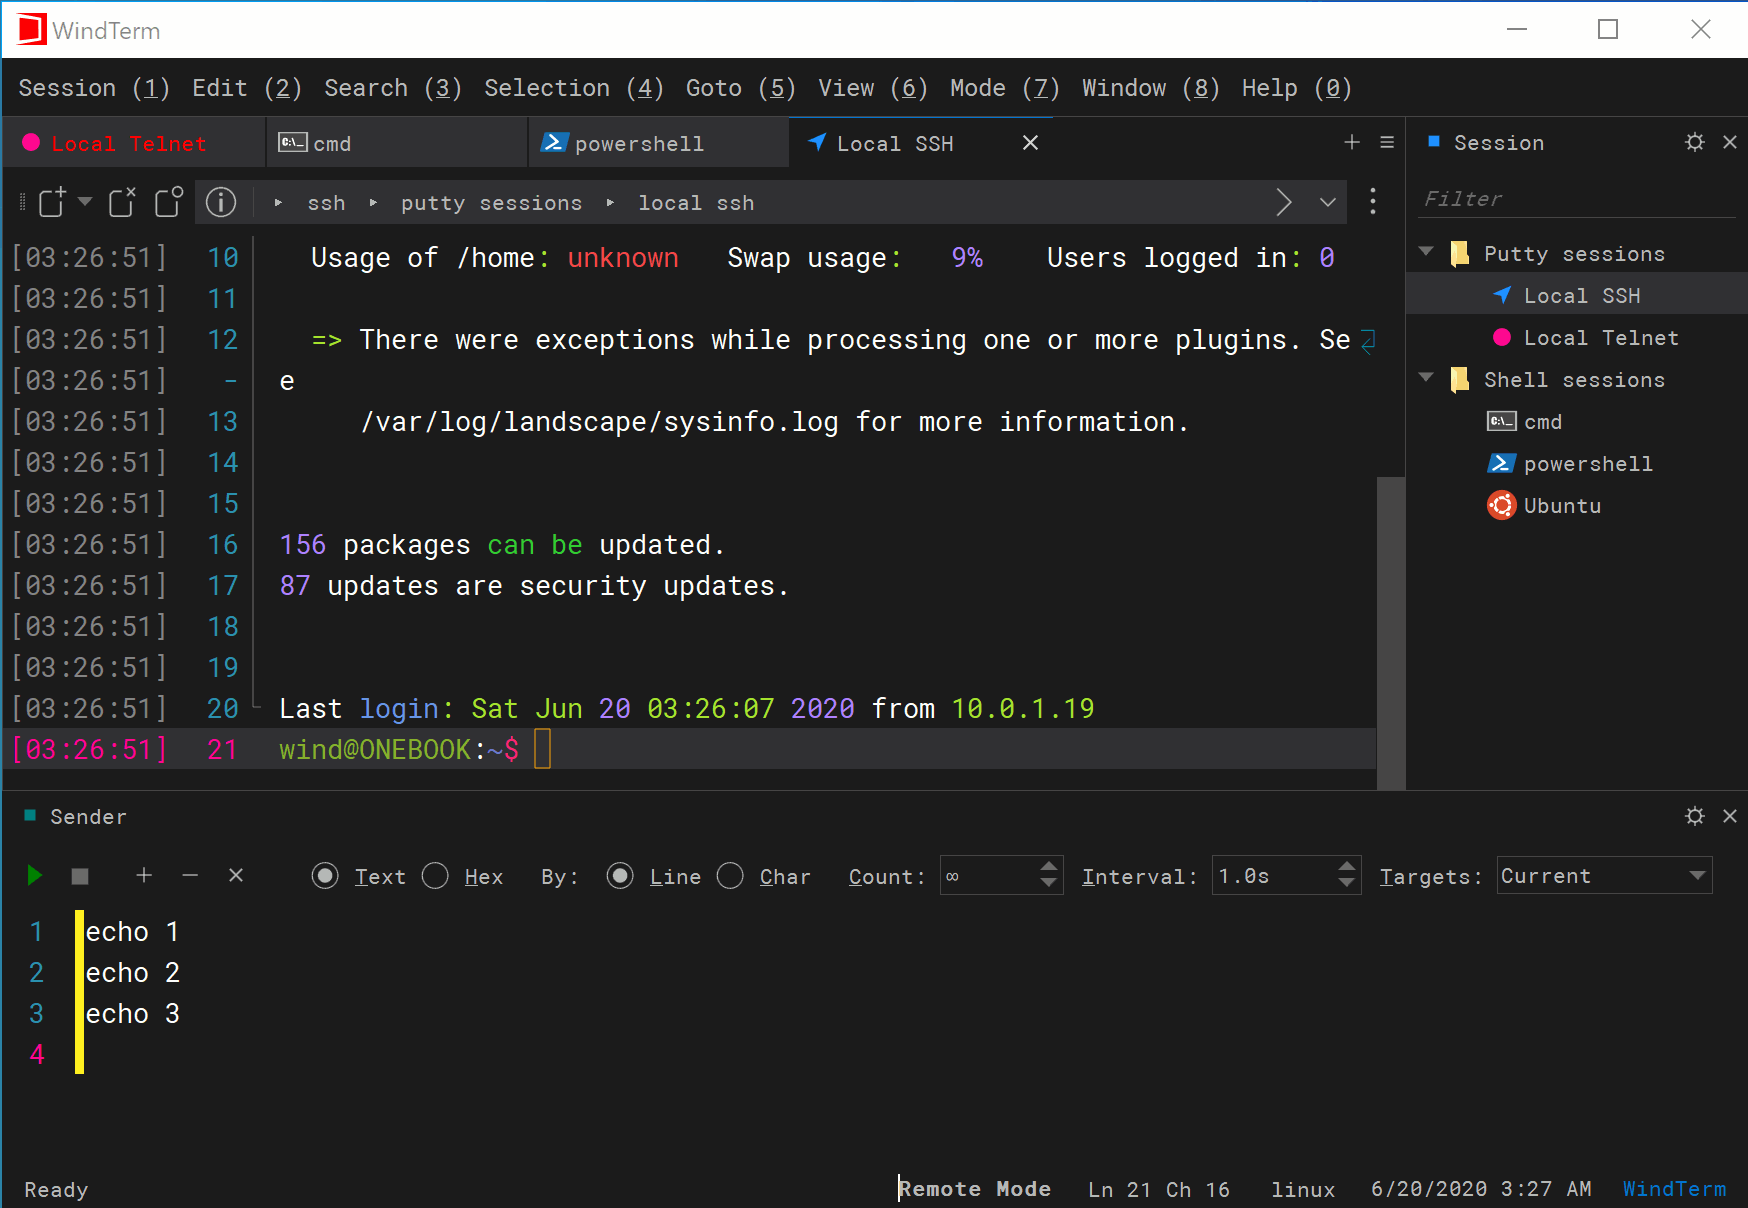 WindTerm
Session (1) Edit (2) Search (3) Selection (4) Goto (5) View (6) Mode (7) Window (8) Help (0)
Local Telnet cmd powershell Local SSH
ssh putty sessions local ssh
[03:26:51] 10 Usage of /home: unknown Swap usage: 9% Users logged in: 0
[03:26:51] 11
[03:26:51] 12 => There were exceptions while processing one or more plugins. Se
[03:26:51] - e
[03:26:51] 13 /var/log/landscape/sysinfo.log for more information.
[03:26:51] 14
[03:26:51] 15
[03:26:51] 16 156 packages can be updated.
[03:26:51] 17 87 updates are security updates.
[03:26:51] 18
[03:26:51] 19
[03:26:51] 20 Last login: Sat Jun 20 03:26:07 2020 from 10.0.1.19
[03:26:51] 21 wind@ONEBOOK:~$
Session
Filter
Putty sessions
Local SSH
Local Telnet
Shell sessions
cmd
powershell
Ubuntu
Sender
Text Hex By: Line Char Count: ∞ Interval: 1.0s Targets: Current
1 echo 1
2 echo 2
3 echo 3
4
Ready Remote Mode Ln 21 Ch 16 linux 6/20/2020 3:27 AM WindTerm